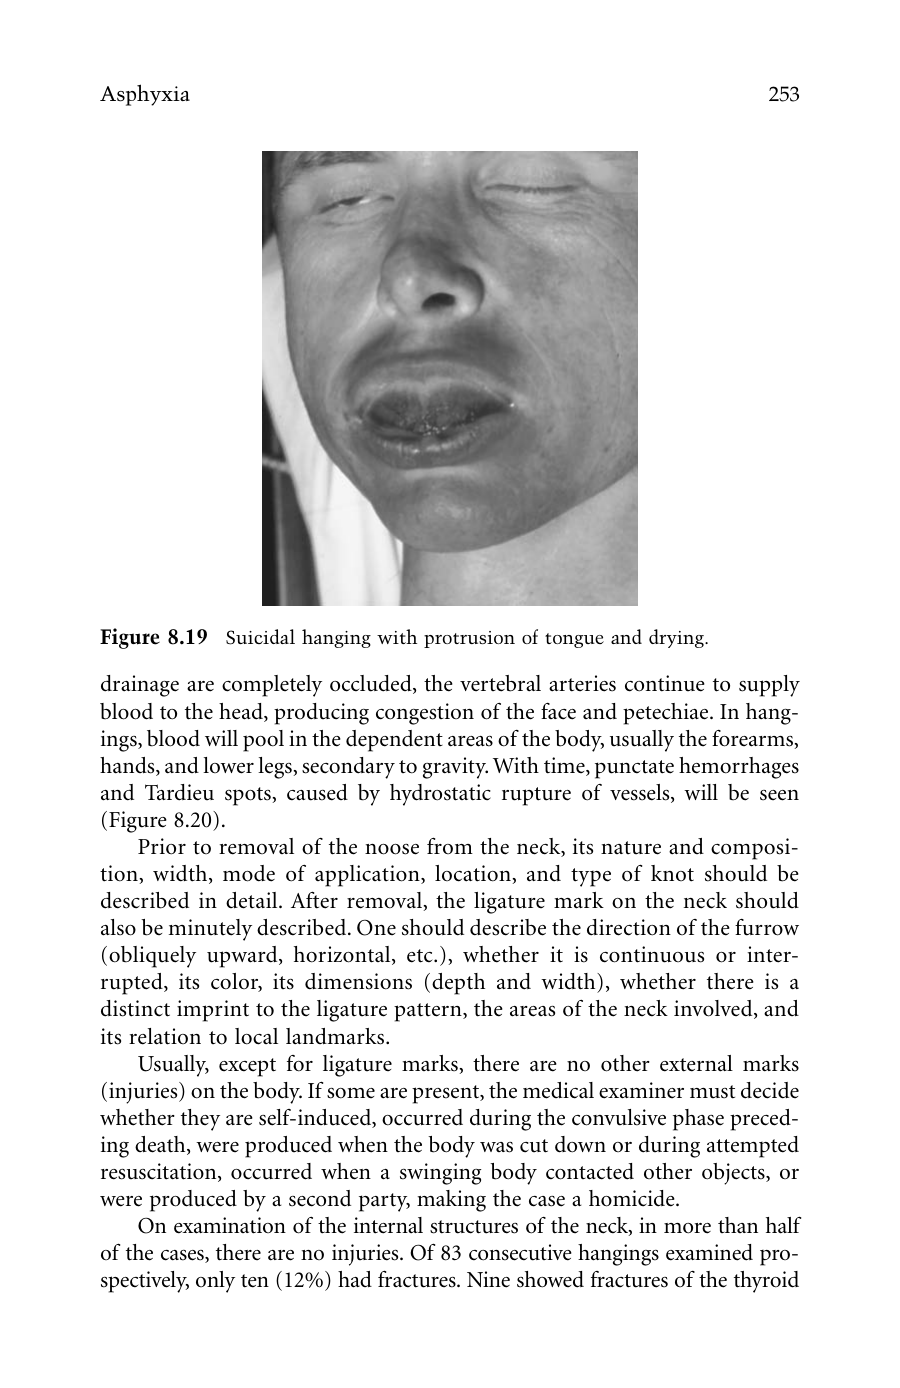 Asphyxia 253
Figure 8.19 Suicidal hanging with protrusion of tongue and drying.
drainage are completely occluded, the vertebral arteries continue to supply
blood to the head, producing congestion of the face and petechiae. In hang-
ings, blood will pool in the dependent areas of the body, usually the forearms,
hands, and lower legs, secondary to gravity. With time, punctate hemorrhages
and Tardieu spots, caused by hydrostatic rupture of vessels, will be seen
(Figure 8.20).
Prior to removal of the noose from the neck, its nature and composi-
tion, width, mode of application, location, and type of knot should be
described in detail. After removal, the ligature mark on the neck should
also be minutely described. One should describe the direction of the furrow
(obliquely upward, horizontal, etc.), whether it is continuous or inter-
rupted, its color, its dimensions (depth and width), whether there is a
distinct imprint to the ligature pattern, the areas of the neck involved, and
its relation to local landmarks.
Usually, except for ligature marks, there are no other external marks
(injuries) on the body. If some are present, the medical examiner must decide
whether they are self-induced, occurred during the convulsive phase preced-
ing death, were produced when the body was cut down or during attempted
resuscitation, occurred when a swinging body contacted other objects, or
were produced by a second party, making the case a homicide.
On examination of the internal structures of the neck, in more than half
of the cases, there are no injuries. Of 83 consecutive hangings examined pro-
spectively, only ten (12%) had fractures. Nine showed fractures of the thyroid